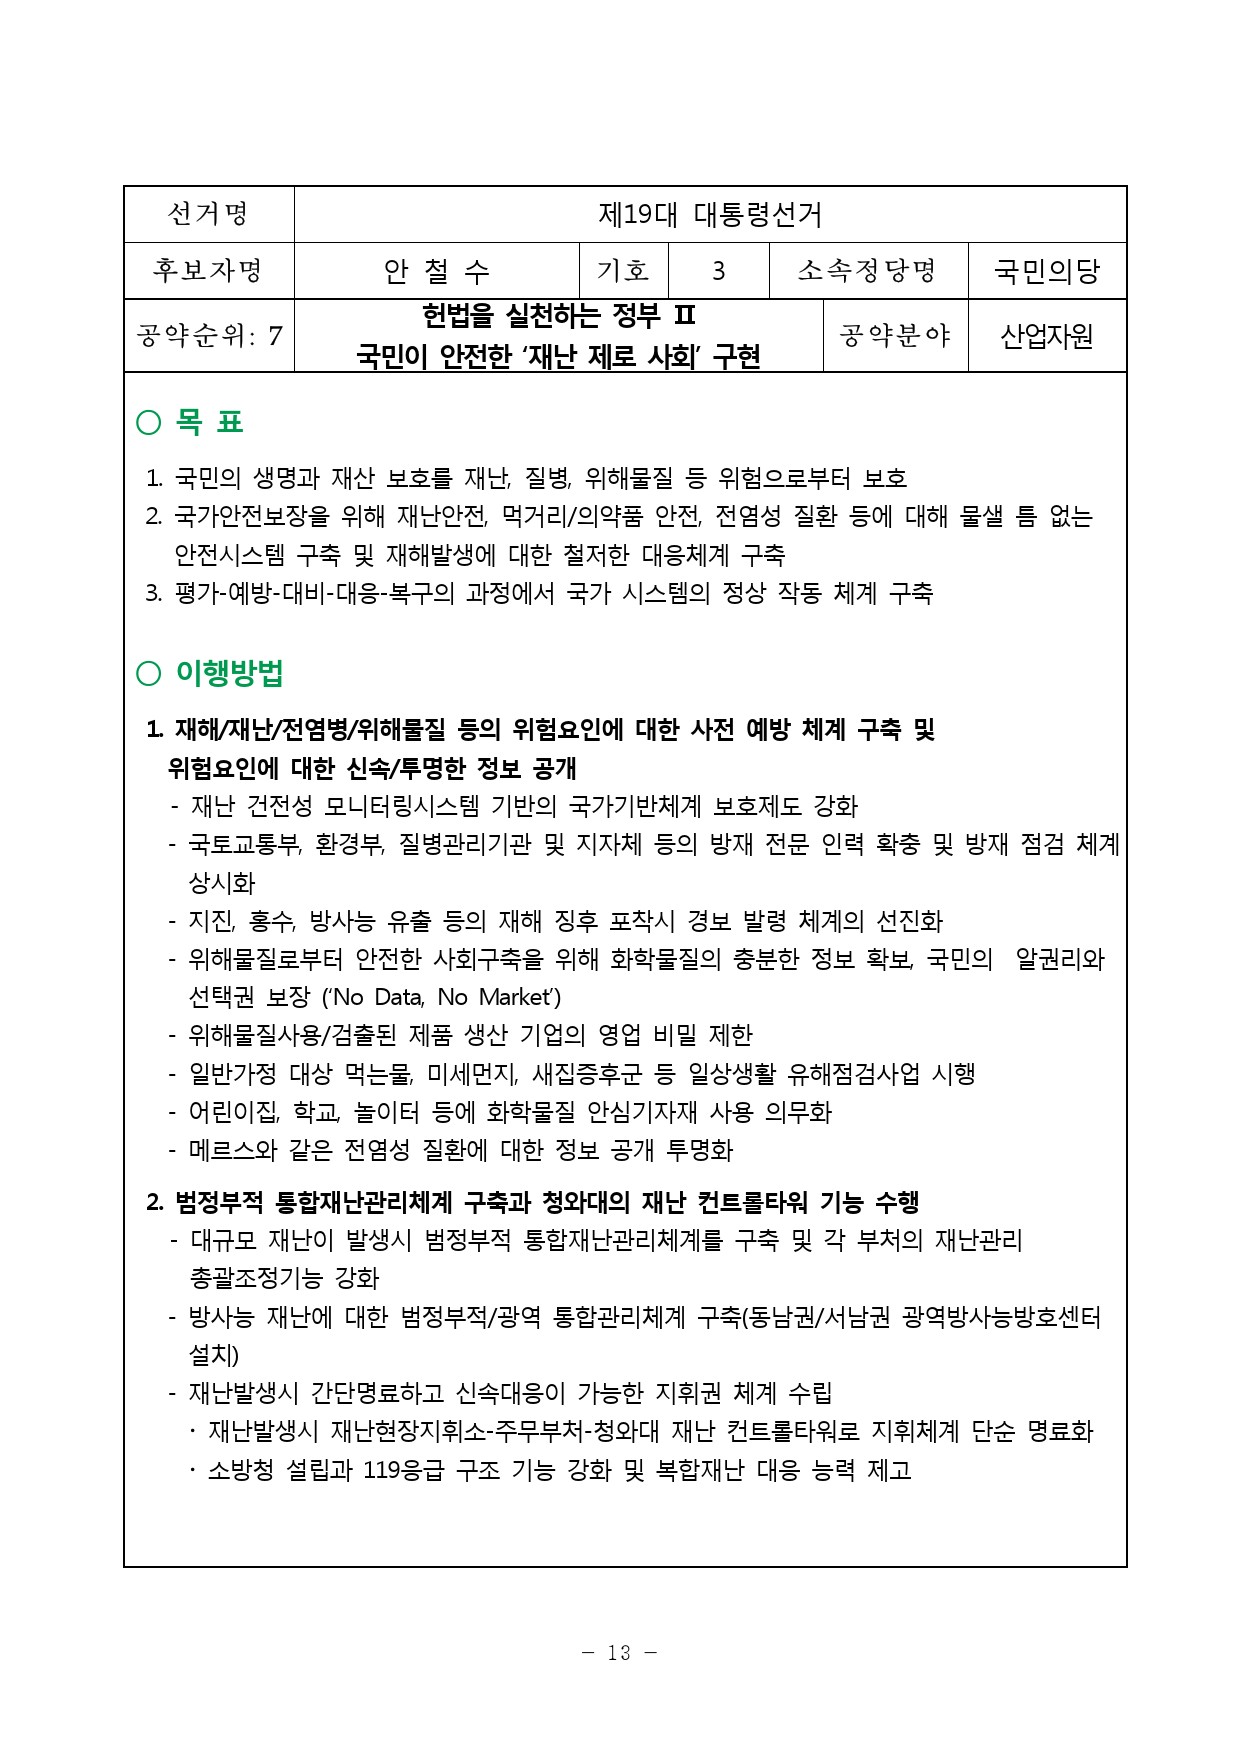 선거명 제19대 대통령선거
후보자명 안 철 수 기호 3 소속정당명 국민의당
공약순위: 7 헌법을 실천하는 정부 Ⅱ
국민이 안전한 ‘재난 제로 사회’ 구현 공약분야 산업자원
○ 목 표
1. 국민의 생명과 재산 보호를 재난, 질병, 위해물질 등 위험으로부터 보호
2. 국가안전보장을 위해 재난안전, 먹거리/의약품 안전, 전염성 질환 등에 대해 물샐 틈 없는
안전시스템 구축 및 재해발생에 대한 철저한 대응체계 구축
3. 평가-예방-대비-대응-복구의 과정에서 국가 시스템의 정상 작동 체계 구축
○ 이행방법
1. 재해/재난/전염병/위해물질 등의 위험요인에 대한 사전 예방 체계 구축 및
위험요인에 대한 신속/투명한 정보 공개
- 재난 건전성 모니터링시스템 기반의 국가기반체계 보호제도 강화
- 국토교통부, 환경부, 질병관리기관 및 지자체 등의 방재 전문 인력 확충 및 방재 점검 체계
상시화
- 지진, 홍수, 방사능 유출 등의 재해 징후 포착시 경보 발령 체계의 선진화
- 위해물질로부터 안전한 사회구축을 위해 화학물질의 충분한 정보 확보, 국민의 알권리와
선택권 보장 (‘No Data, No Market’)
- 위해물질사용/검출된 제품 생산 기업의 영업 비밀 제한
- 일반가정 대상 먹는물, 미세먼지, 새집증후군 등 일상생활 유해점검사업 시행
- 어린이집, 학교, 놀이터 등에 화학물질 안심기자재 사용 의무화
- 메르스와 같은 전염성 질환에 대한 정보 공개 투명화
2. 범정부적 통합재난관리체계 구축과 청와대의 재난 컨트롤타워 기능 수행
- 대규모 재난이 발생시 범정부적 통합재난관리체계를 구축 및 각 부처의 재난관리
총괄조정기능 강화
- 방사능 재난에 대한 범정부적/광역 통합관리체계 구축(동남권/서남권 광역방사능방호센터
설치)
- 재난발생시 간단명료하고 신속대응이 가능한 지휘권 체계 수립
· 재난발생시 재난현장지휘소-주무부처-청와대 재난 컨트롤타워로 지휘체계 단순 명료화
· 소방청 설립과 119응급 구조 기능 강화 및 복합재난 대응 능력 제고
- 13 -